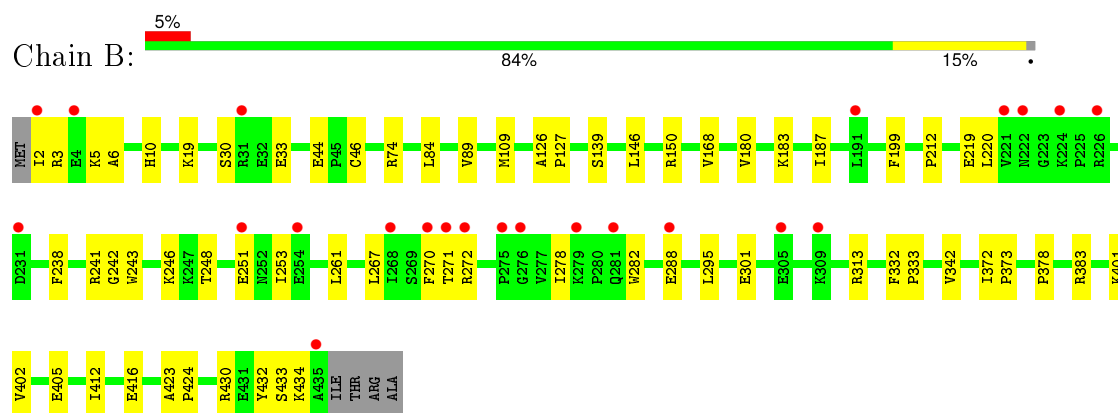 5%
Chain B:
84% 15% •
MET I2 R3 E4 K5 A6 H10 K19 S30 R31 E32 E33 E44 P45 C46 R74 L84 V89 M109 A126 P127 S139 L146 R150 V168 V180 K183 I187 L191 F199 P212 E219 L220 V221 N222 G223 K224 P225 R226
D231 F238 R241 G242 W243 K246 K247 T248 E251 N252 I253 E254 L261 L267 I268 S269 F270 T271 R272 P275 G276 V277 I278 K279 P280 Q281 W282 E288 L295 E301 E305 K309 R313 F332 P333 V342 I372 P373 P378 R383 K401
V402 E405 I412 E416 A423 P424 R430 E431 Y432 S433 K434 A435 ILE THR ARG ALA